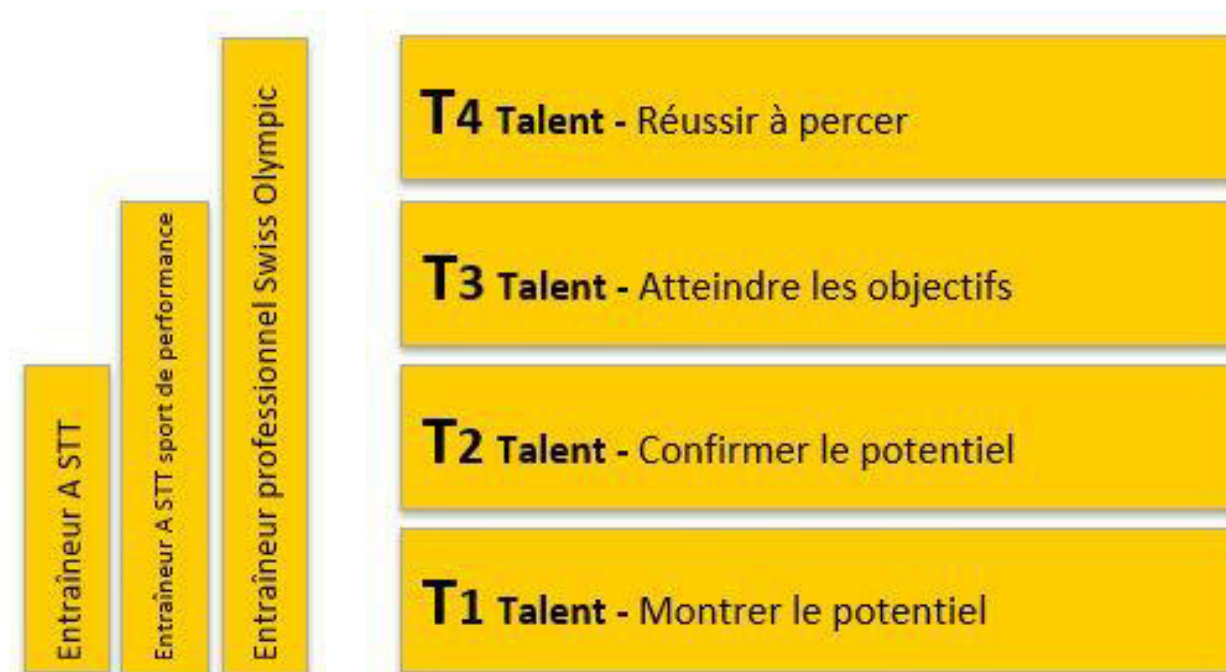 Entraîneur A STT
Entraîneur A STT sport de performance
Entraîneur professionnel Swiss Olympic
T4 Talent - Réussir à percer
T3 Talent - Atteindre les objectifs
T2 Talent - Confirmer le potentiel
T1 Talent - Montrer le potentiel